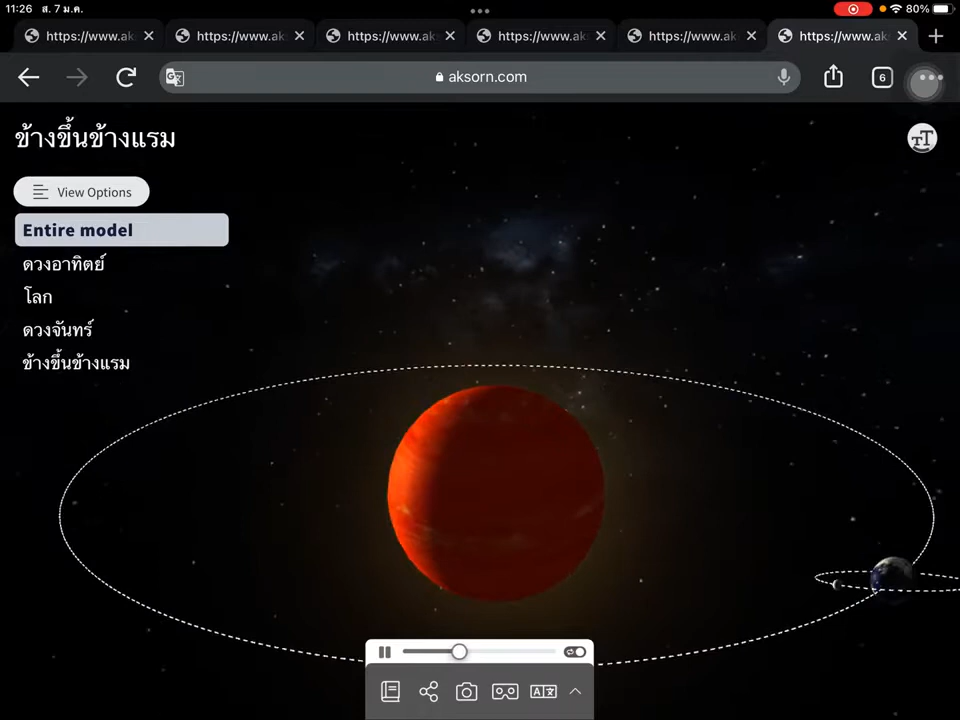 11:26 ส. 7 ม.ค.
80%
https://www.ak
https://www.ak
https://www.ak
https://www.ak
https://www.ak
https://www.ak
aksorn.com
6
ข้างขึ้นข้างแรม
TT
View Options
Entire model
ดวงอาทิตย์
โลก
ดวงจันทร์
ข้างขึ้นข้างแรม